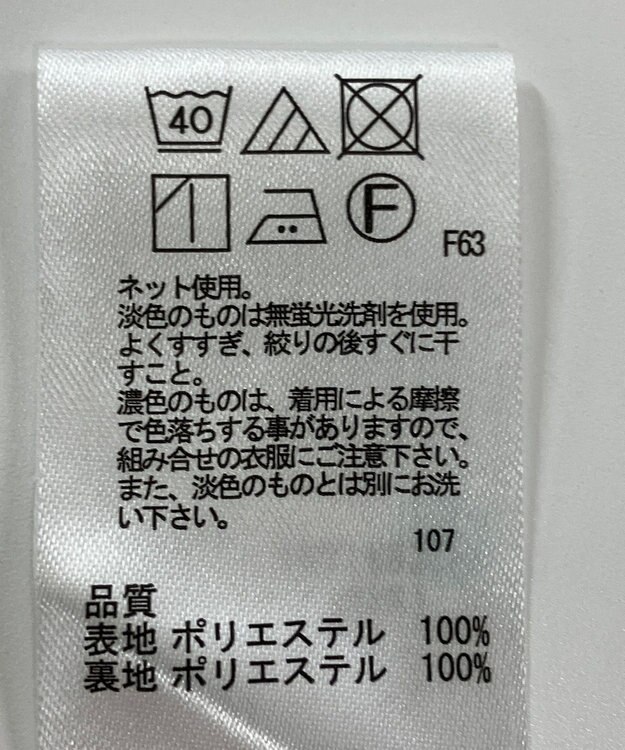 40
F
F63
ネット使用。
淡色のものは無蛍光洗剤を使用。
よくすすぎ、絞りの後すぐに干
すこと。
濃色のものは、着用による摩擦
で色落ちする事がありますので、
組み合せの衣服にご注意下さい。
また、淡色のものとは別にお洗
い下さい。
107
品質
表地 ポリエステル 100%
裏地 ポリエステル 100%